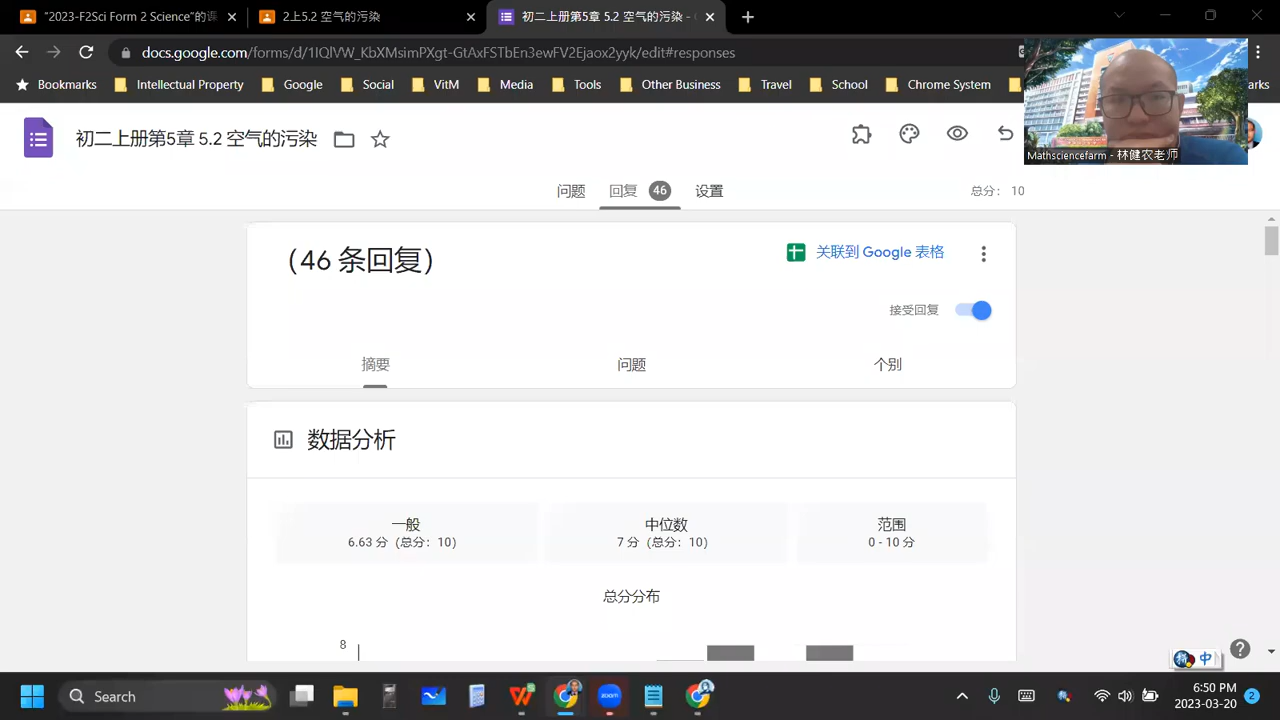 "2023-F2Sci Form 2 Science"的课
2上5.2 空气的污染
初二上册第5章 5.2 空气的污染 -
docs.google.com/forms/d/
/edit#responses
Bookmarks
Intellectual Property
Google
VitM
Media
Tools
Other Business
Travel
School
Chrome System
Mathsciencefarm - 林健农老师
初二上册第5章 5.2 空气的污染
问题
回复 46
设置
总分： 10
（46 条回复）
关联到 Google 表格
接受回复
摘要
问题
个别
数据分析
一般
6.63 分（总分：10）
中位数
7 分（总分：10）
范围
0 - 10 分
总分分布
8
中
Search
zoom
6:50 PM
2023-03-20
2